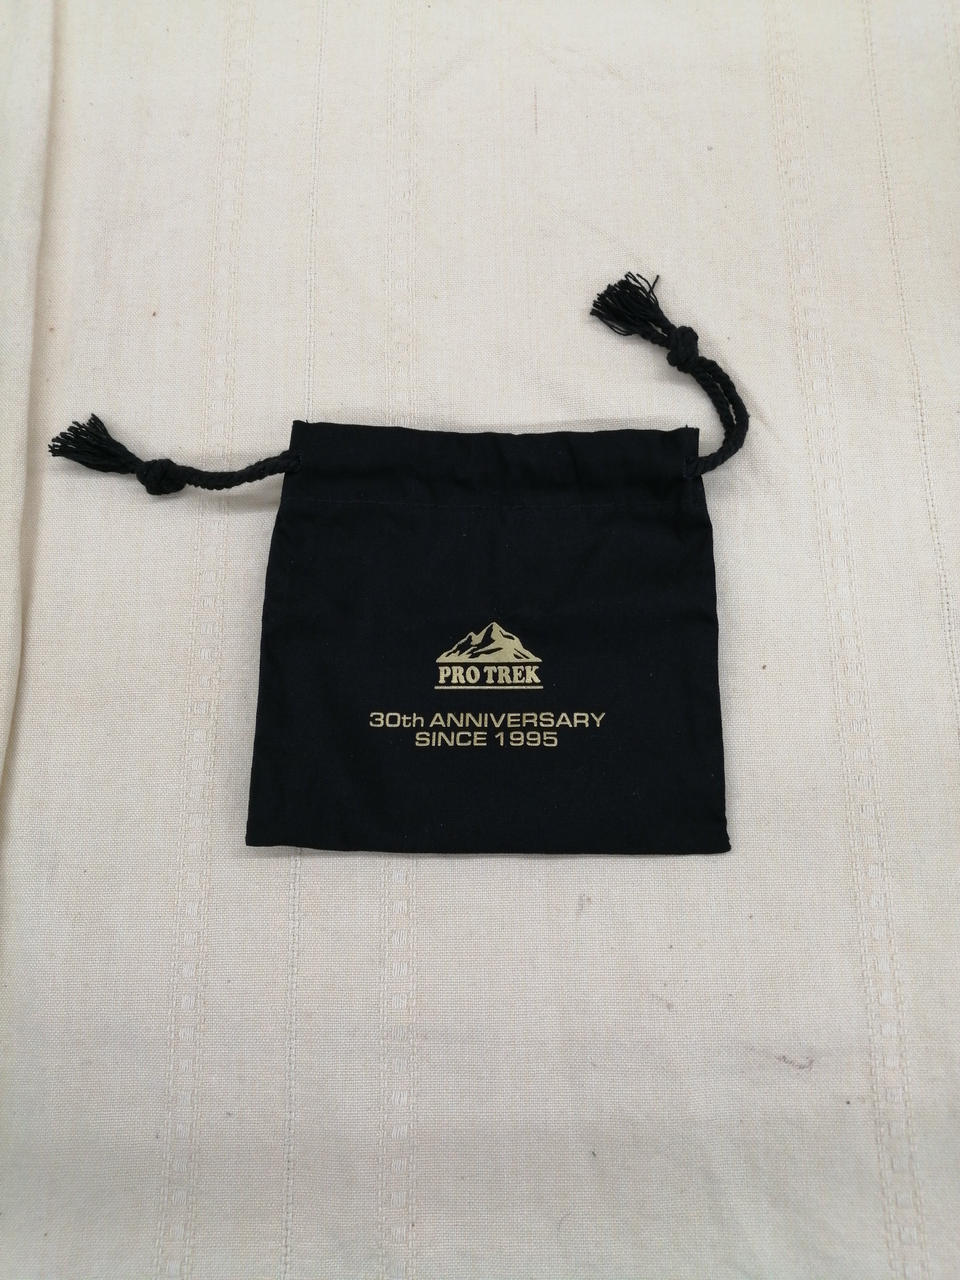 PRO TREK
30th ANNIVERSARY
SINCE 1995